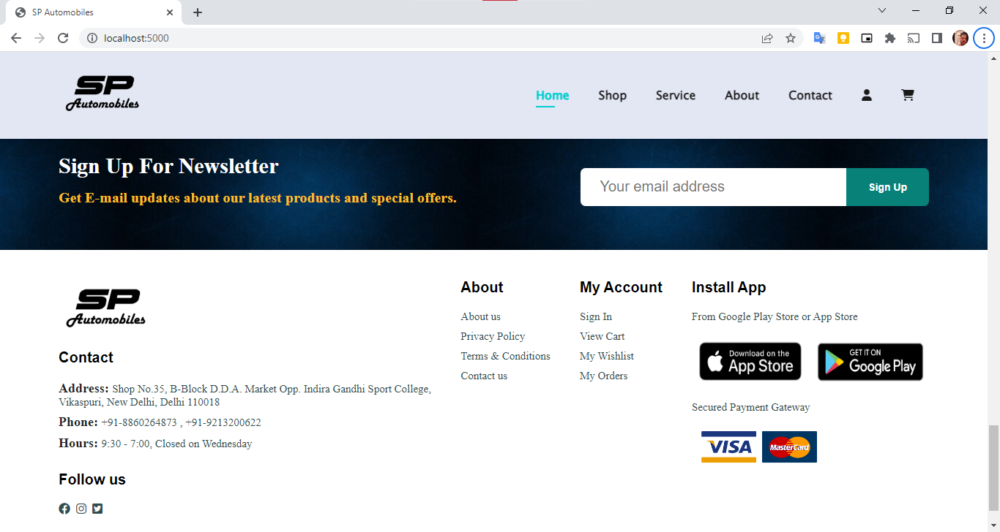 SP Automobiles
localhost:5000
SP
Automobiles
Home
Shop
Service
About
Contact
Sign Up For Newsletter
Get E-mail updates about our latest products and special offers.
Your email address
Sign Up
SP
Automobiles
Contact
Address: Shop No.35, B-Block D.D.A. Market Opp. Indira Gandhi Sport College,
Vikaspuri, New Delhi, Delhi 110018
Phone: +91-8860264873 , +91-9213200622
Hours: 9:30 - 7:00, Closed on Wednesday
Follow us
About
About us
Privacy Policy
Terms & Conditions
Contact us
My Account
Sign In
View Cart
My Wishlist
My Orders
Install App
From Google Play Store or App Store
Download on the
App Store
GET IT ON
Google Play
Secured Payment Gateway
VISA
MasterCard